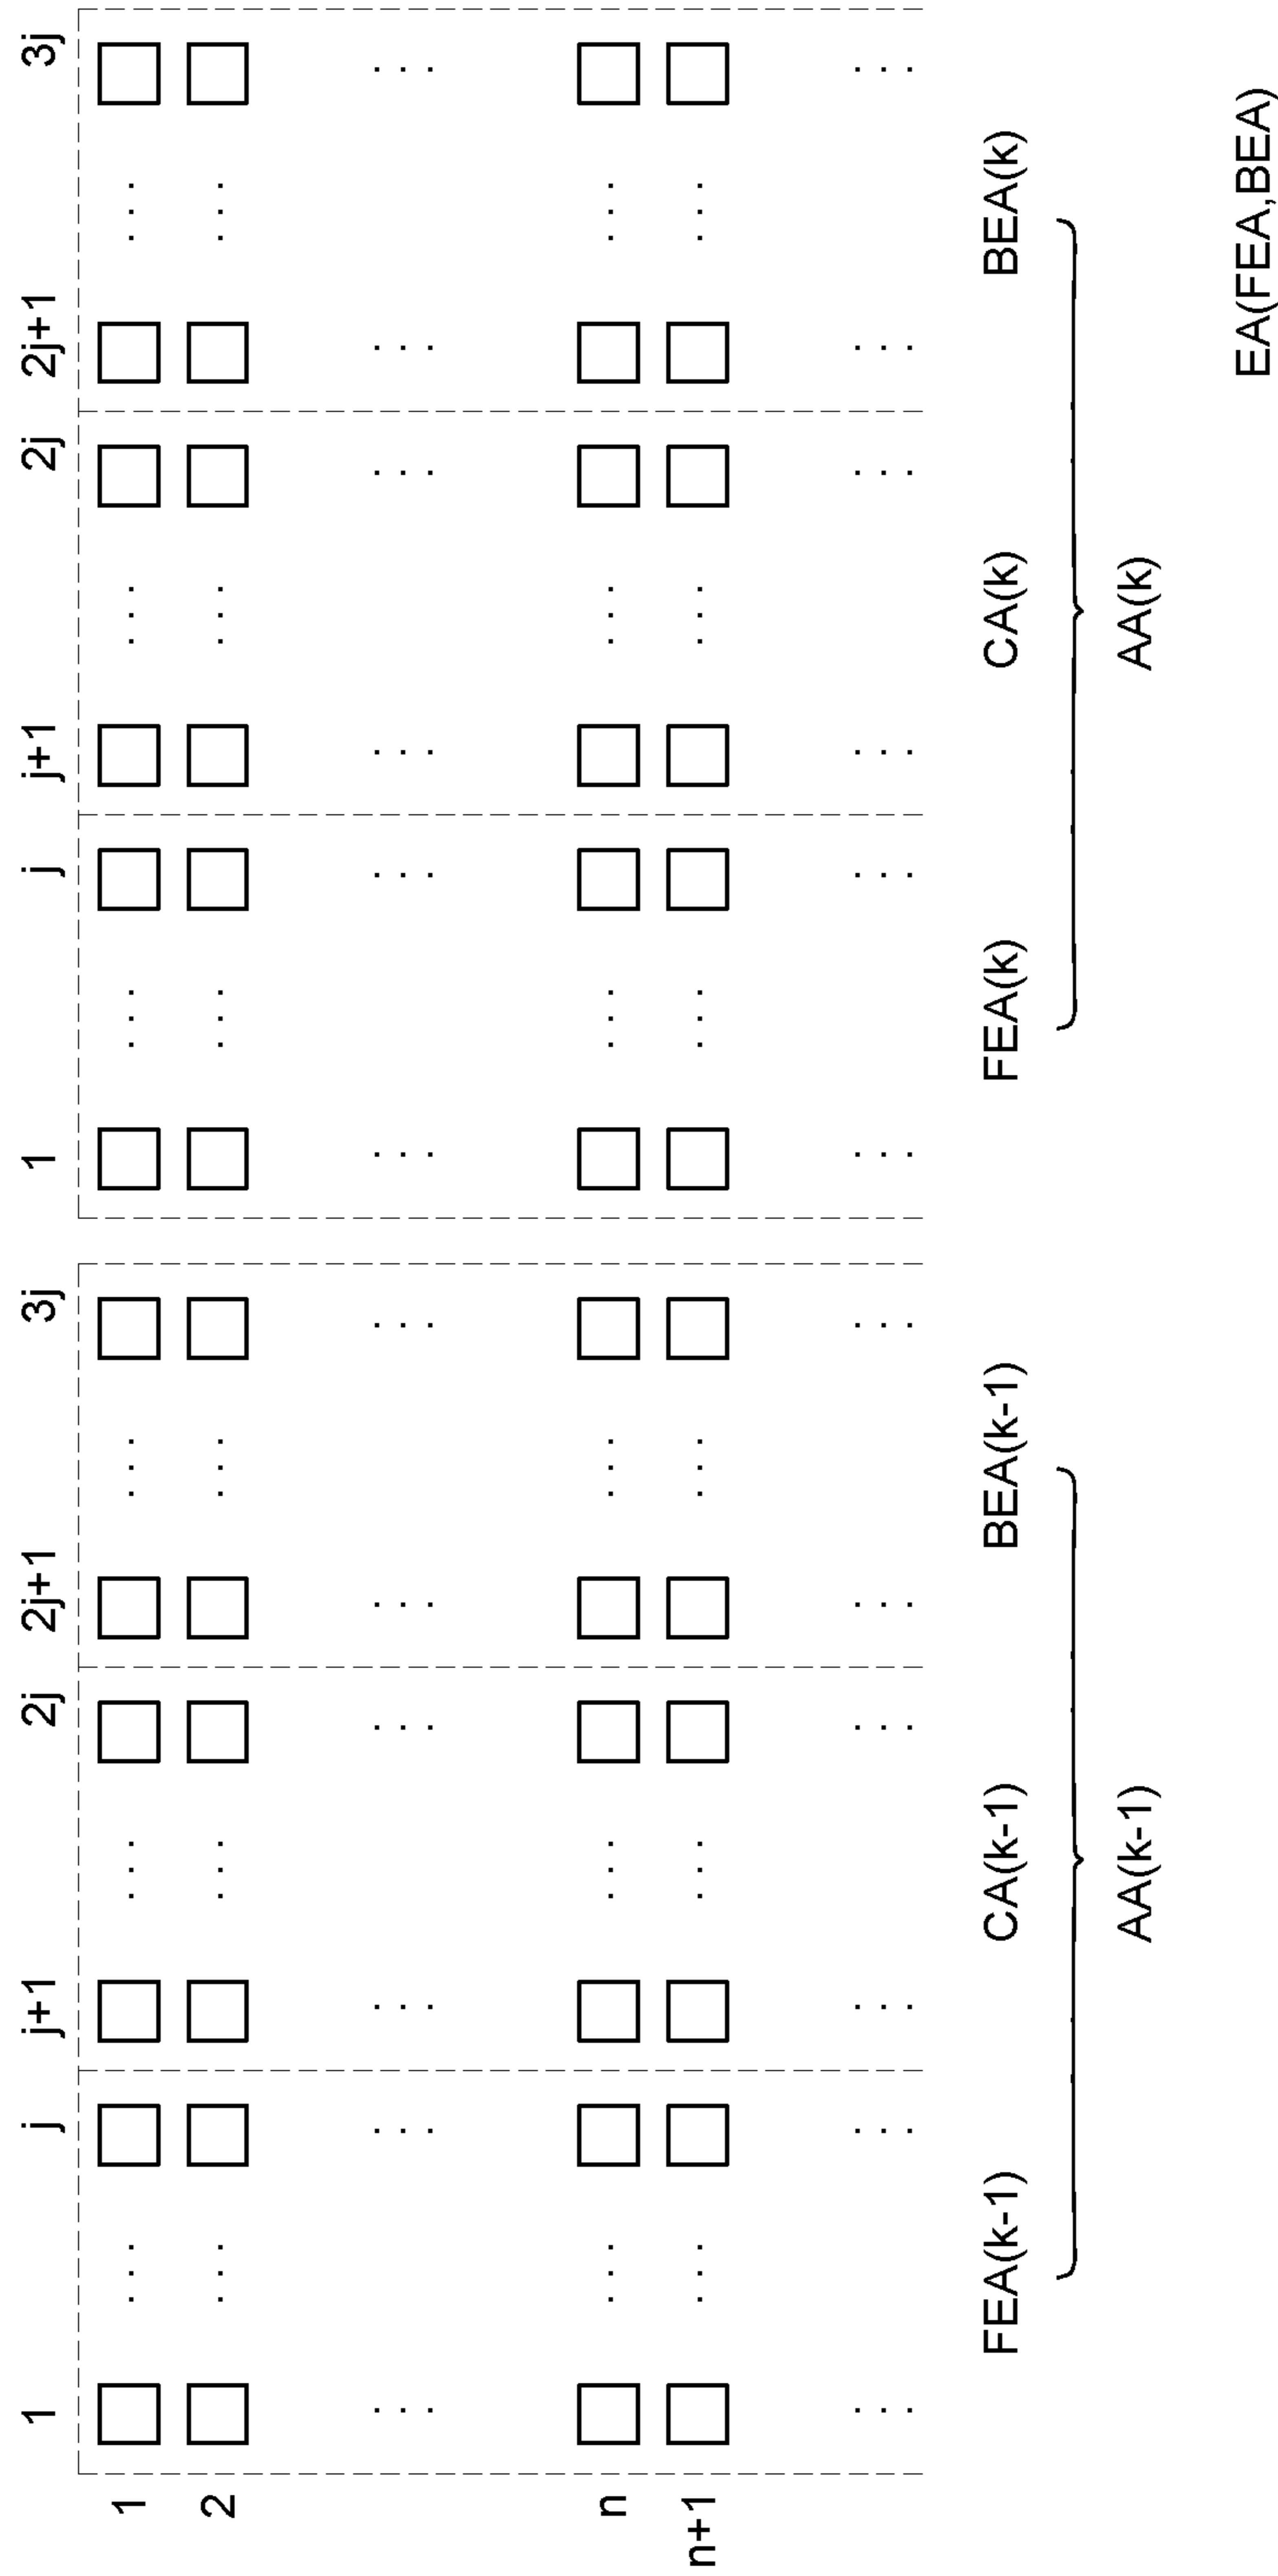 1 j j+1 2j 2j+1 3j 1 j j+1 2j 2j+1 3j
1
2
n
n+1
FEA(k-1) CA(k-1) BEA(k-1) FEA(k) CA(k) BEA(k)
AA(k-1) AA(k)
EA(FEA,BEA)